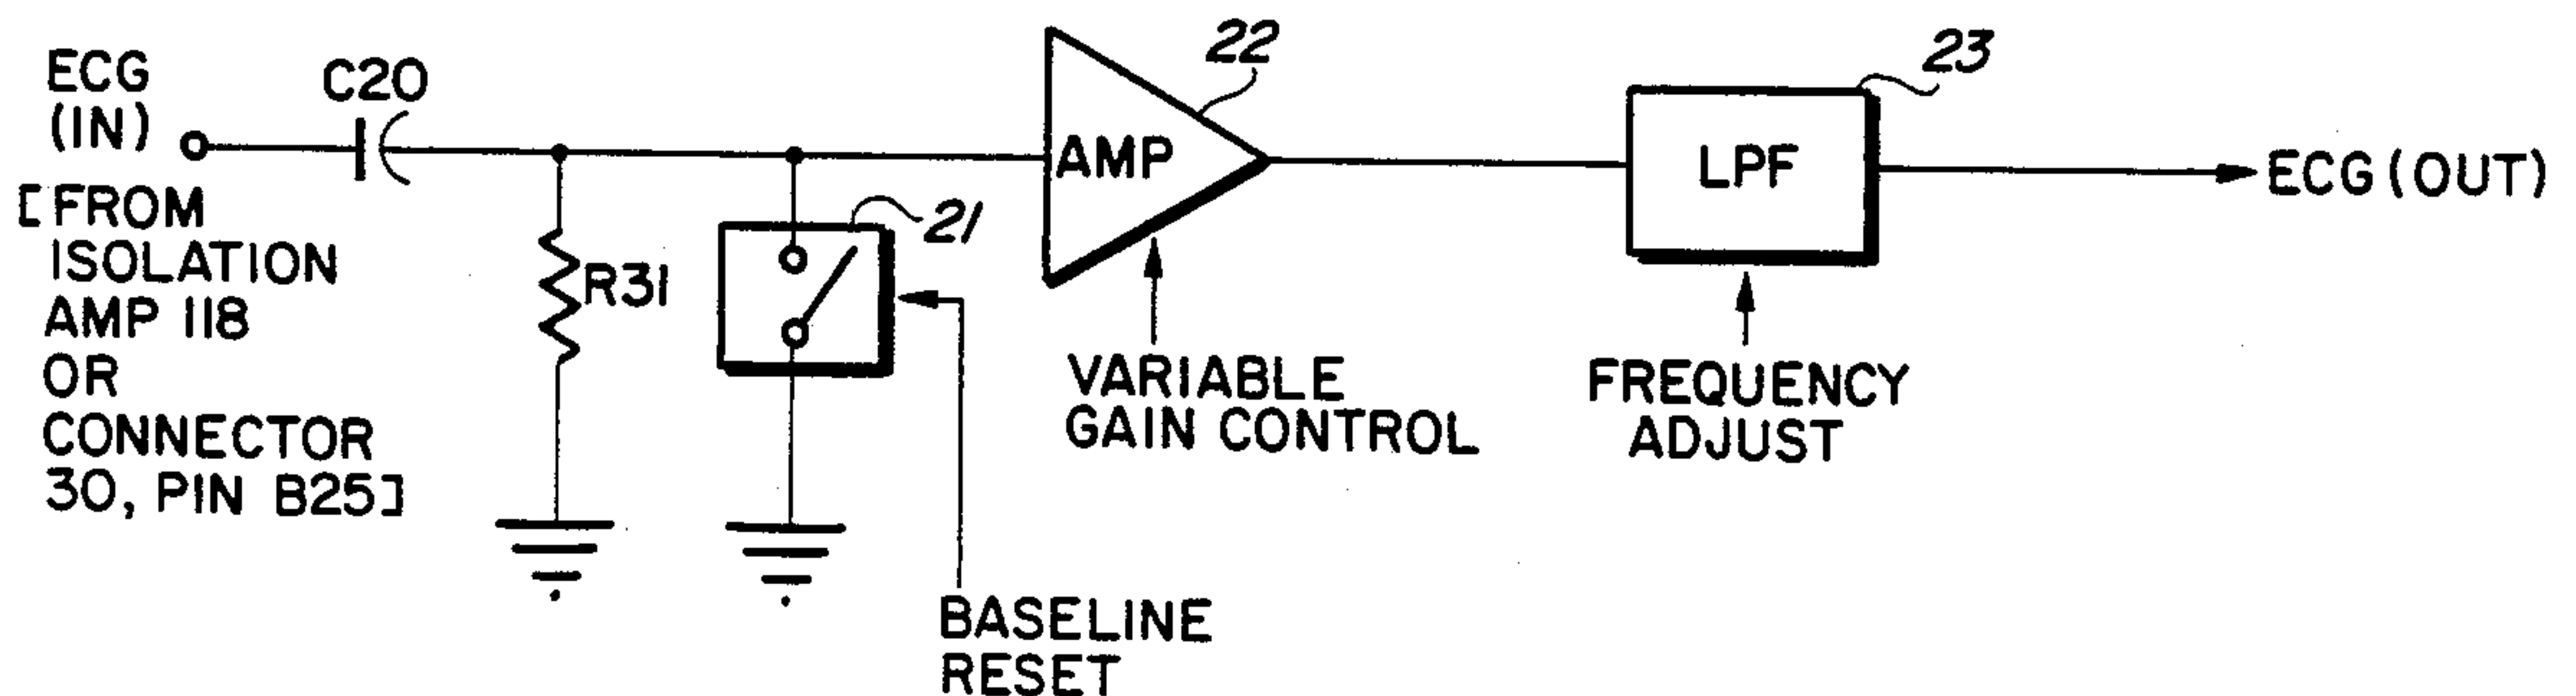 ECG
(IN)
C20
[FROM
ISOLATION
AMP 118
OR
CONNECTOR
30, PIN B25]
R31
21
BASELINE
RESET
AMP
22
VARIABLE
GAIN CONTROL
LPF
23
FREQUENCY
ADJUST
ECG (OUT)